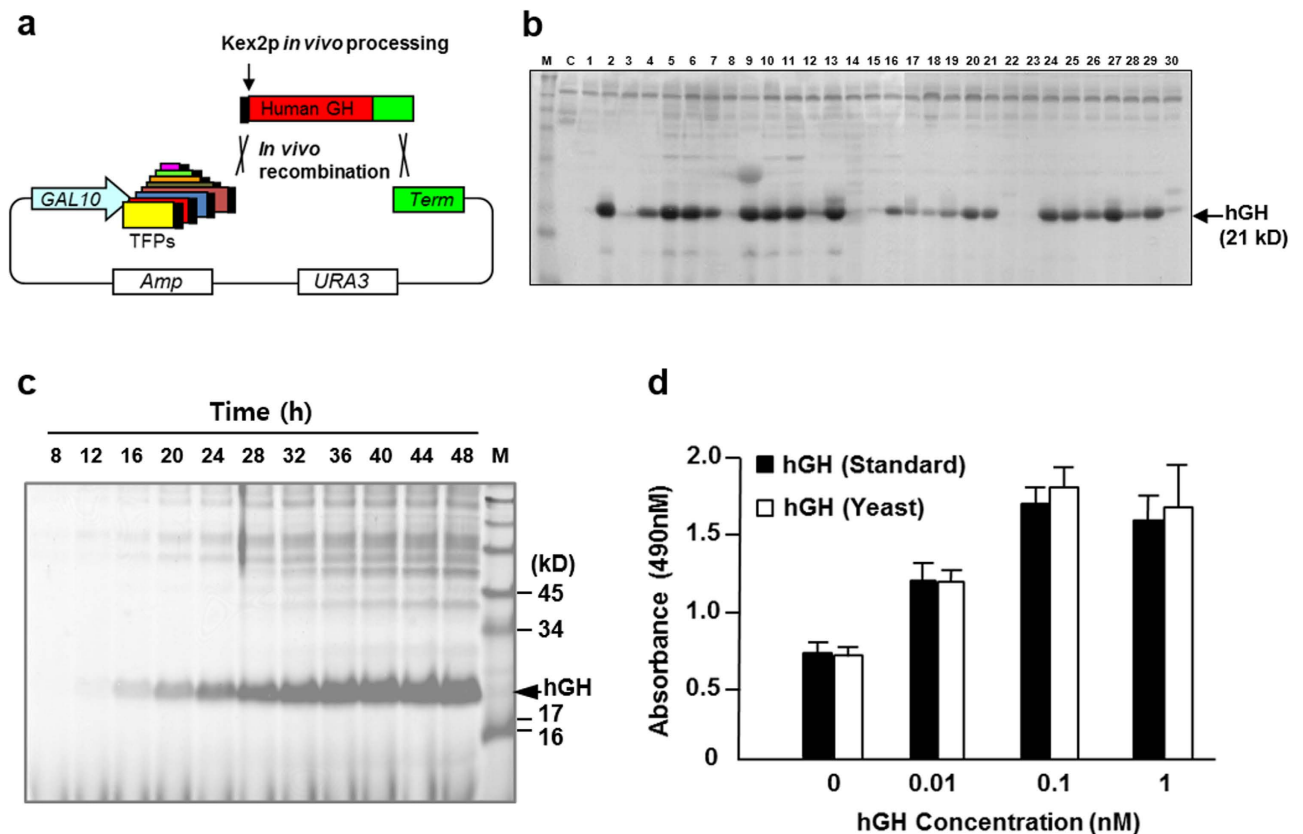 a
Kex2p in vivo processing
Human GH
In vivo
recombination
GAL10
TFPs
Term
Amp
URA3
b
M C 1 2 3 4 5 6 7 8 9 10 11 12 13 14 15 16 17 18 19 20 21 22 23 24 25 26 27 28 29 30
hGH
(21 kD)
c
Time (h)
8 12 16 20 24 28 32 36 40 44 48 M
(kD)
45
34
hGH
17
16
d
2.0
1.5
1.0
0.5
0
Absorbance (490nM)
hGH (Standard)
hGH (Yeast)
0 0.01 0.1 1
hGH Concentration (nM)